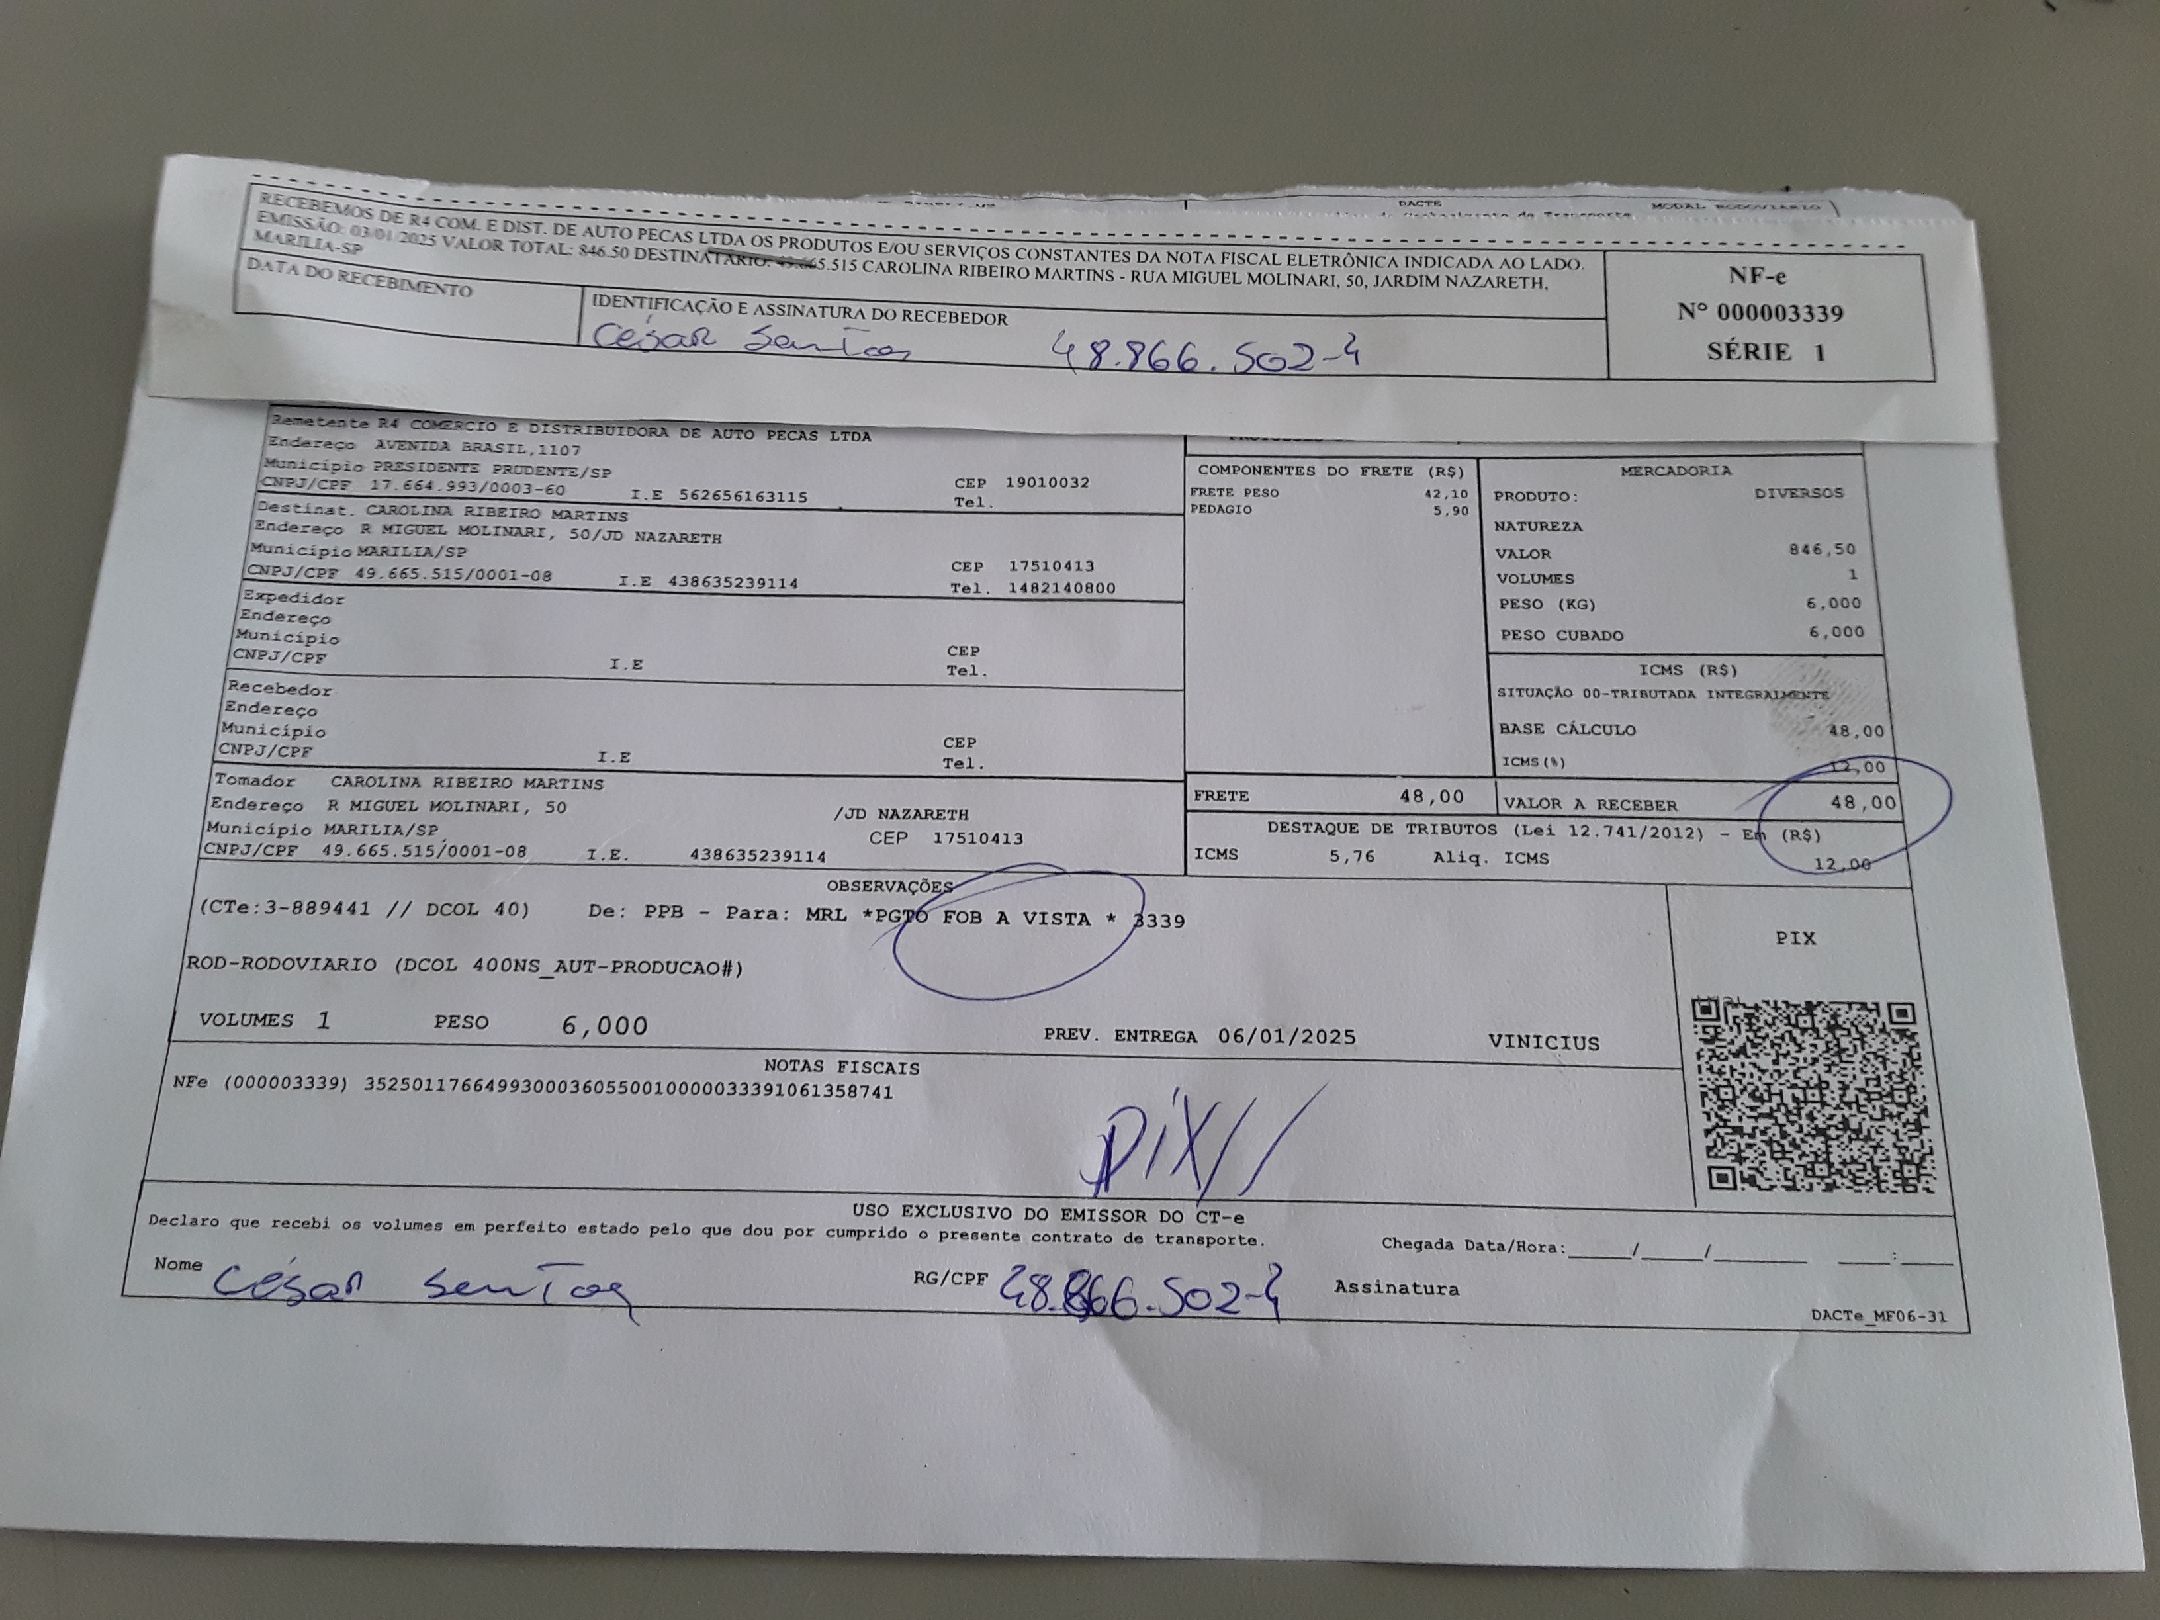 DACTE
MODAL RODOVIARIO
RECEBEMOS DE R4 COM. E DIST. DE AUTO PECAS LTDA OS PRODUTOS E/OU SERVIÇOS CONSTANTES DA NOTA FISCAL ELETRÔNICA INDICADA AO LADO.
EMISSÃO: 03/01/2025 VALOR TOTAL: 846.50 DESTINATARIO: 49.665.515 CAROLINA RIBEIRO MARTINS - RUA MIGUEL MOLINARI, 50, JARDIM NAZARETH,
MARILIA-SP
DATA DO RECEBIMENTO
IDENTIFICAÇÃO E ASSINATURA DO RECEBEDOR
César Santos 48.866.502-4
NF-e
N° 000003339
SÉRIE 1
Remetente R4 COMERCIO E DISTRIBUIDORA DE AUTO PECAS LTDA
Endereço AVENIDA BRASIL,1107
Município PRESIDENTE PRUDENTE/SP CEP 19010032
CNPJ/CPF 17.664.993/0003-60 I.E 562656163115 Tel.
Destinat. CAROLINA RIBEIRO MARTINS
Endereço R MIGUEL MOLINARI, 50/JD NAZARETH
Município MARILIA/SP CEP 17510413
CNPJ/CPF 49.665.515/0001-08 I.E 438635239114 Tel. 1482140800
Expedidor
Endereço
Município CEP
CNPJ/CPF I.E Tel.
Recebedor
Endereço
Município CEP
CNPJ/CPF I.E Tel.
Tomador CAROLINA RIBEIRO MARTINS
Endereço R MIGUEL MOLINARI, 50 /JD NAZARETH
Município MARILIA/SP CEP 17510413
CNPJ/CPF 49.665.515/0001-08 I.E. 438635239114
COMPONENTES DO FRETE (R$)
FRETE PESO 42,10
PEDAGIO 5,90
MERCADORIA
PRODUTO: DIVERSOS
NATUREZA
VALOR 846,50
VOLUMES 1
PESO (KG) 6,000
PESO CUBADO 6,000
ICMS (R$)
SITUAÇÃO 00-TRIBUTADA INTEGRALMENTE
BASE CÁLCULO 48,00
ICMS(%) 12,00
FRETE 48,00 VALOR A RECEBER 48,00
DESTAQUE DE TRIBUTOS (Lei 12.741/2012) - Em (R$)
ICMS 5,76 Aliq. ICMS 12,00
OBSERVAÇÕES
(CTe:3-889441 // DCOL 40) De: PPB - Para: MRL *PGTO FOB A VISTA * 3339
ROD-RODOVIARIO (DCOL 400NS_AUT-PRODUCAO#)
VOLUMES 1 PESO 6,000 PREV. ENTREGA 06/01/2025 VINICIUS
PIX
NOTAS FISCAIS
NFe (000003339) 35250117664993000360550010000033391061358741
PIX//
USO EXCLUSIVO DO EMISSOR DO CT-e
Declaro que recebi os volumes em perfeito estado pelo que dou por cumprido o presente contrato de transporte.
Chegada Data/Hora:_____/_____/_______ ____:____
Nome César Santos RG/CPF 48.866.502-4 Assinatura
DACTe_MF06-31